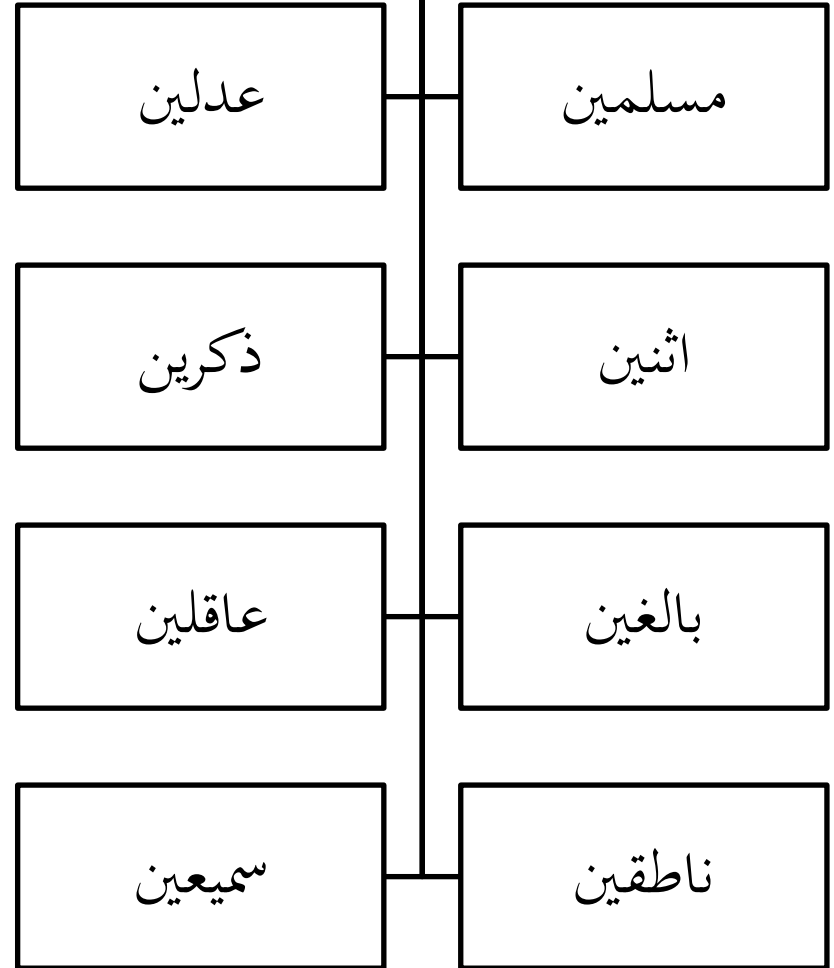 مسلمين
عدلين
اثنين
ذكرين
بالغين
عاقلين
ناطقين
سميعين